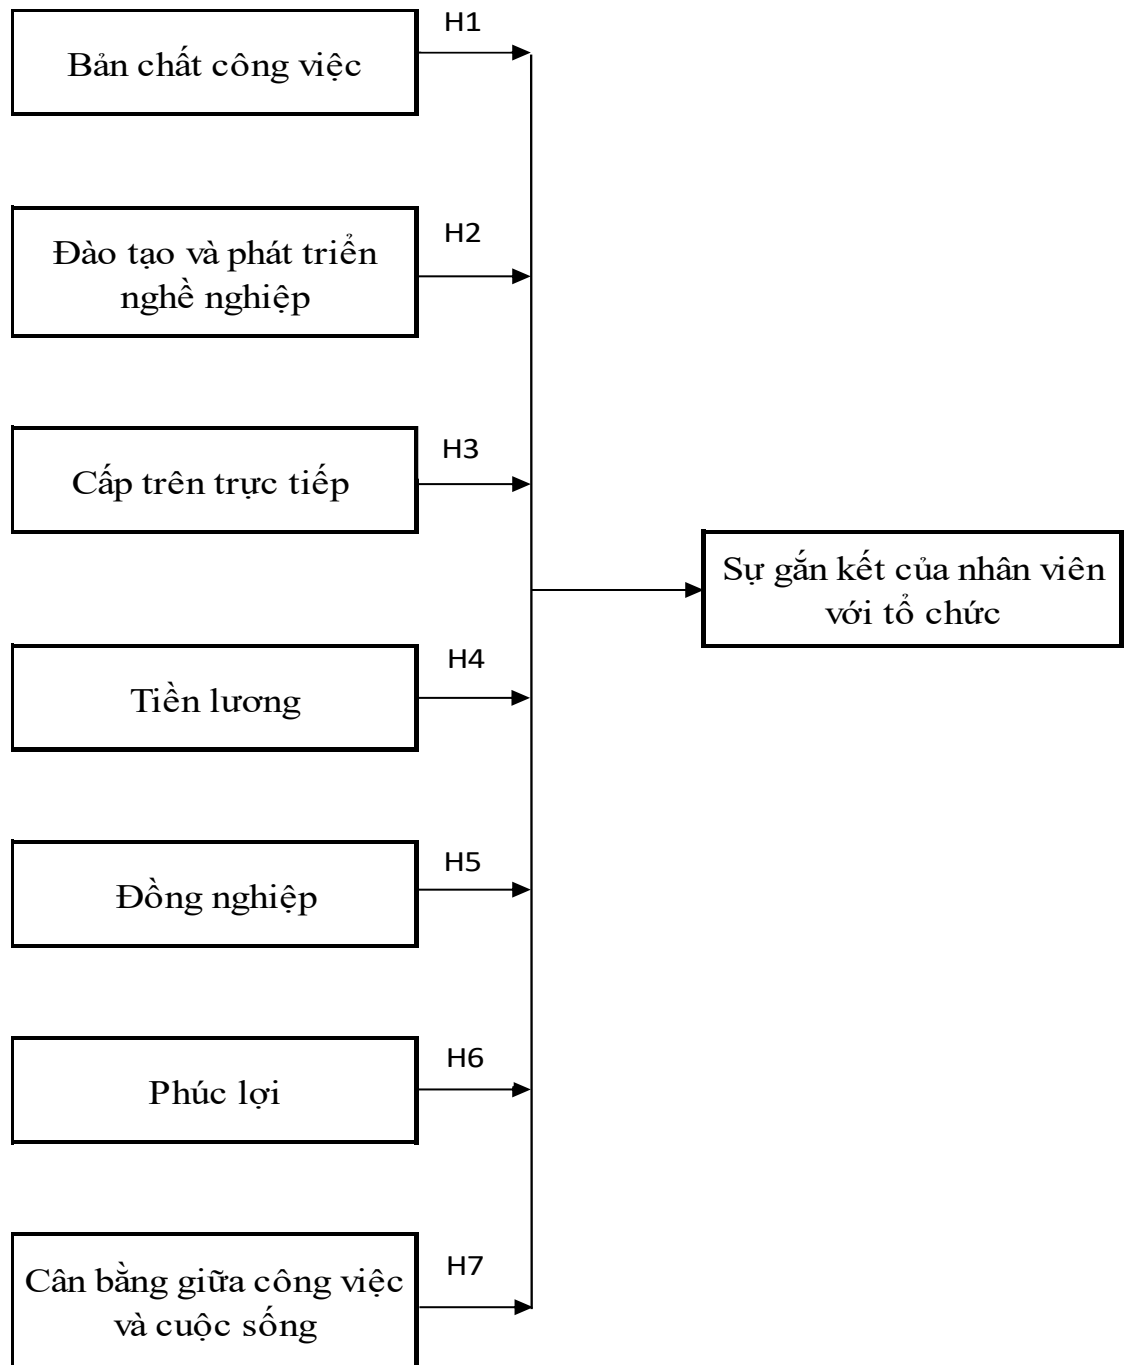 H1
Bản chất công việc
H2
Đào tạo và phát triển
nghề nghiệp
H3
Cấp trên trực tiếp
Sự gắn kết của nhân viên
với tổ chức
H4
Tiền lương
H5
Đồng nghiệp
H6
Phúc lợi
H7
Cân bằng giữa công việc
và cuộc sống